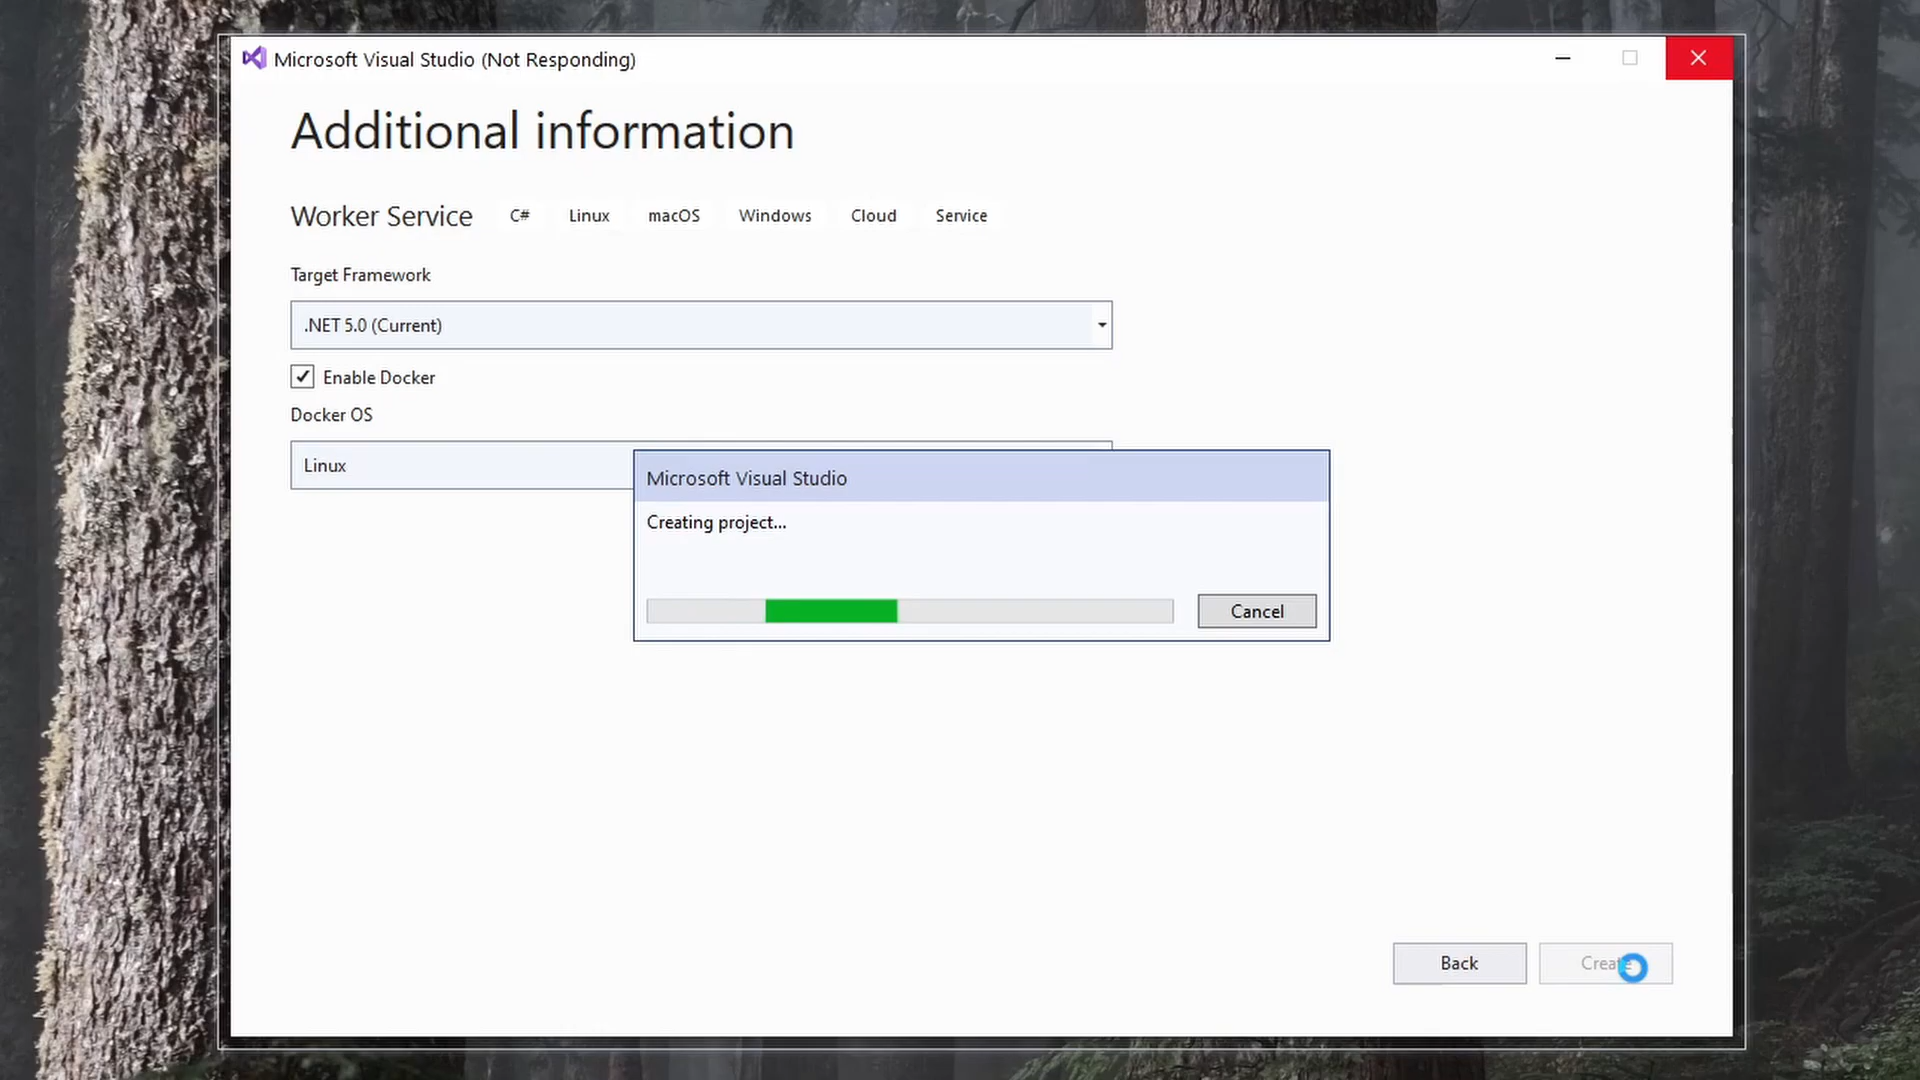 Microsoft Visual Studio (Not Responding)
Additional information
Worker Service C# Linux macOS Windows Cloud Service
Target Framework
.NET 5.0 (Current)
Enable Docker
Docker OS
Linux
Microsoft Visual Studio
Creating project...
Cancel
Back Create